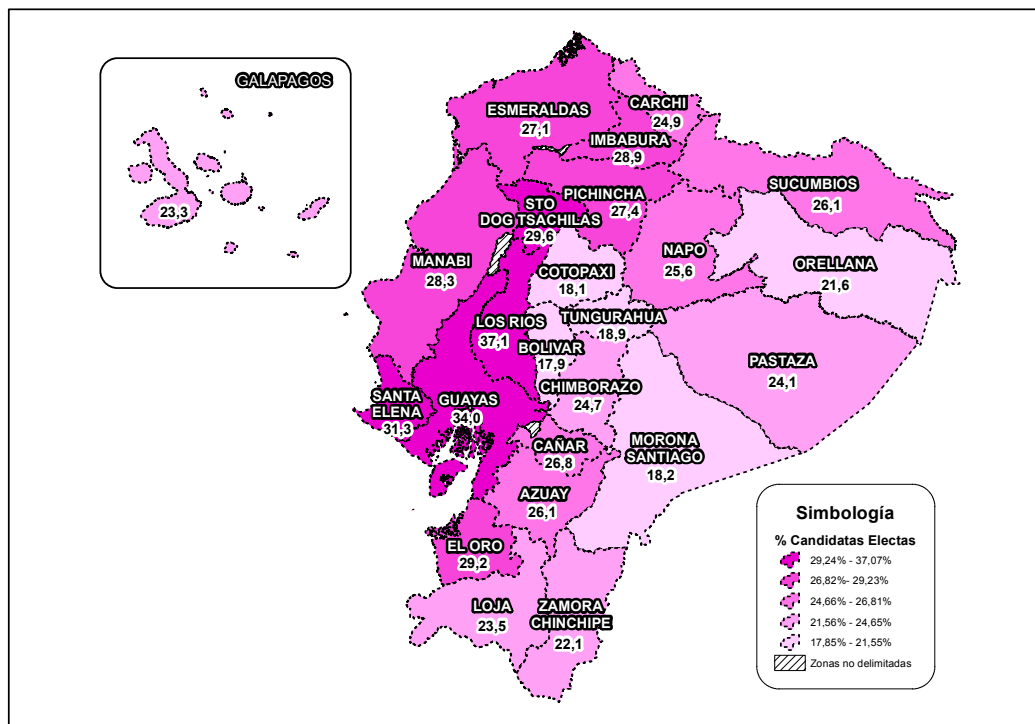 GALAPAGOS
23,3
ESMERALDAS
27,1
CARCHI
24,9
IMBABURA
28,9
PICHINCHA
27,4
STO
DOG TSACHILAS
29,6
SUCUMBIOS
26,1
NAPO
25,6
ORELLANA
21,6
MANABI
28,3
COTOPAXI
18,1
LOS RIOS
37,1
TUNGURAHUA
18,9
BOLIVAR
17,9
PASTAZA
24,1
CHIMBORAZO
24,7
SANTA
ELENA
31,3
GUAYAS
34,0
CAÑAR
26,8
MORONA
SANTIAGO
18,2
AZUAY
26,1
EL ORO
29,2
LOJA
23,5
ZAMORA
CHINCHIPE
22,1
Simbología
% Candidatas Electas
29,24% - 37,07%
26,82%- 29,23%
24,66% - 26,81%
21,56% - 24,65%
17,85% - 21,55%
Zonas no delimitadas